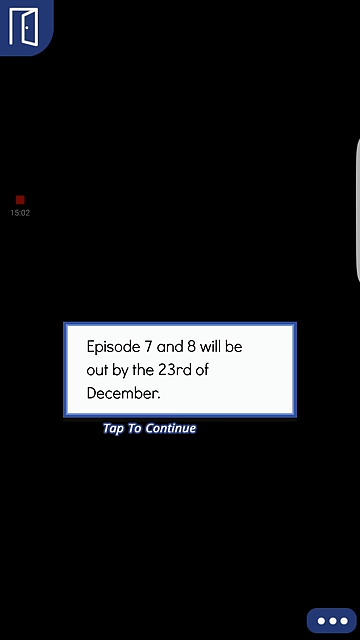 15:02
Episode 7 and 8 will be
out by the 23rd of
December.
Tap To Continue